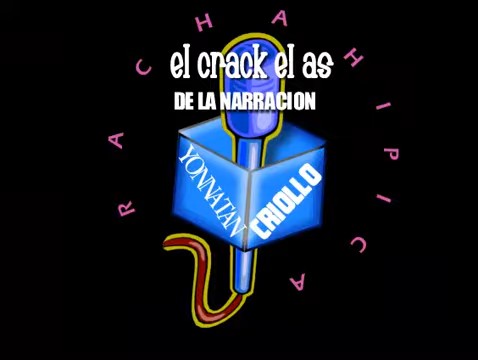 RACHA HIPICA
el crack el as
DE LA NARRACION
YONNATAN
CRIOLLO